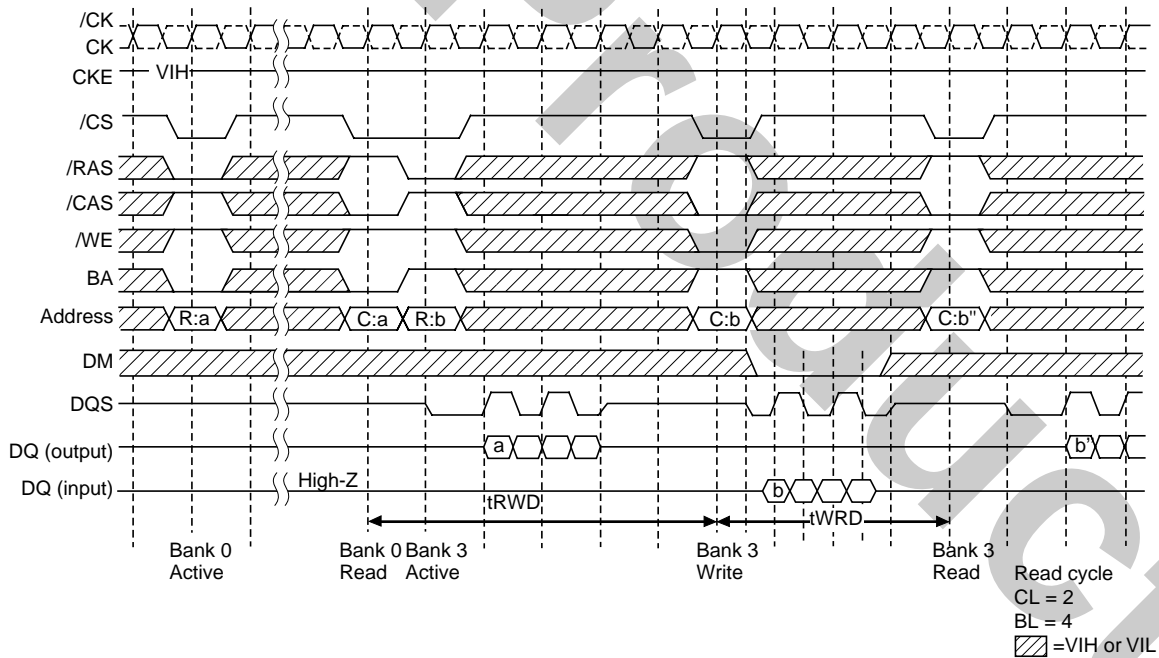 /CK
CK
CKE VIH
/CS
/RAS
/CAS
/WE
BA
Address R:a C:a R:b C:b C:b"
DM
DQS
DQ (output) a b'
DQ (input) High-Z b
tRWD tWRD
Bank 0 Active
Bank 0 Read
Bank 3 Active
Bank 3 Write
Bank 3 Read
Read cycle
CL = 2
BL = 4
=VIH or VIL
roduct